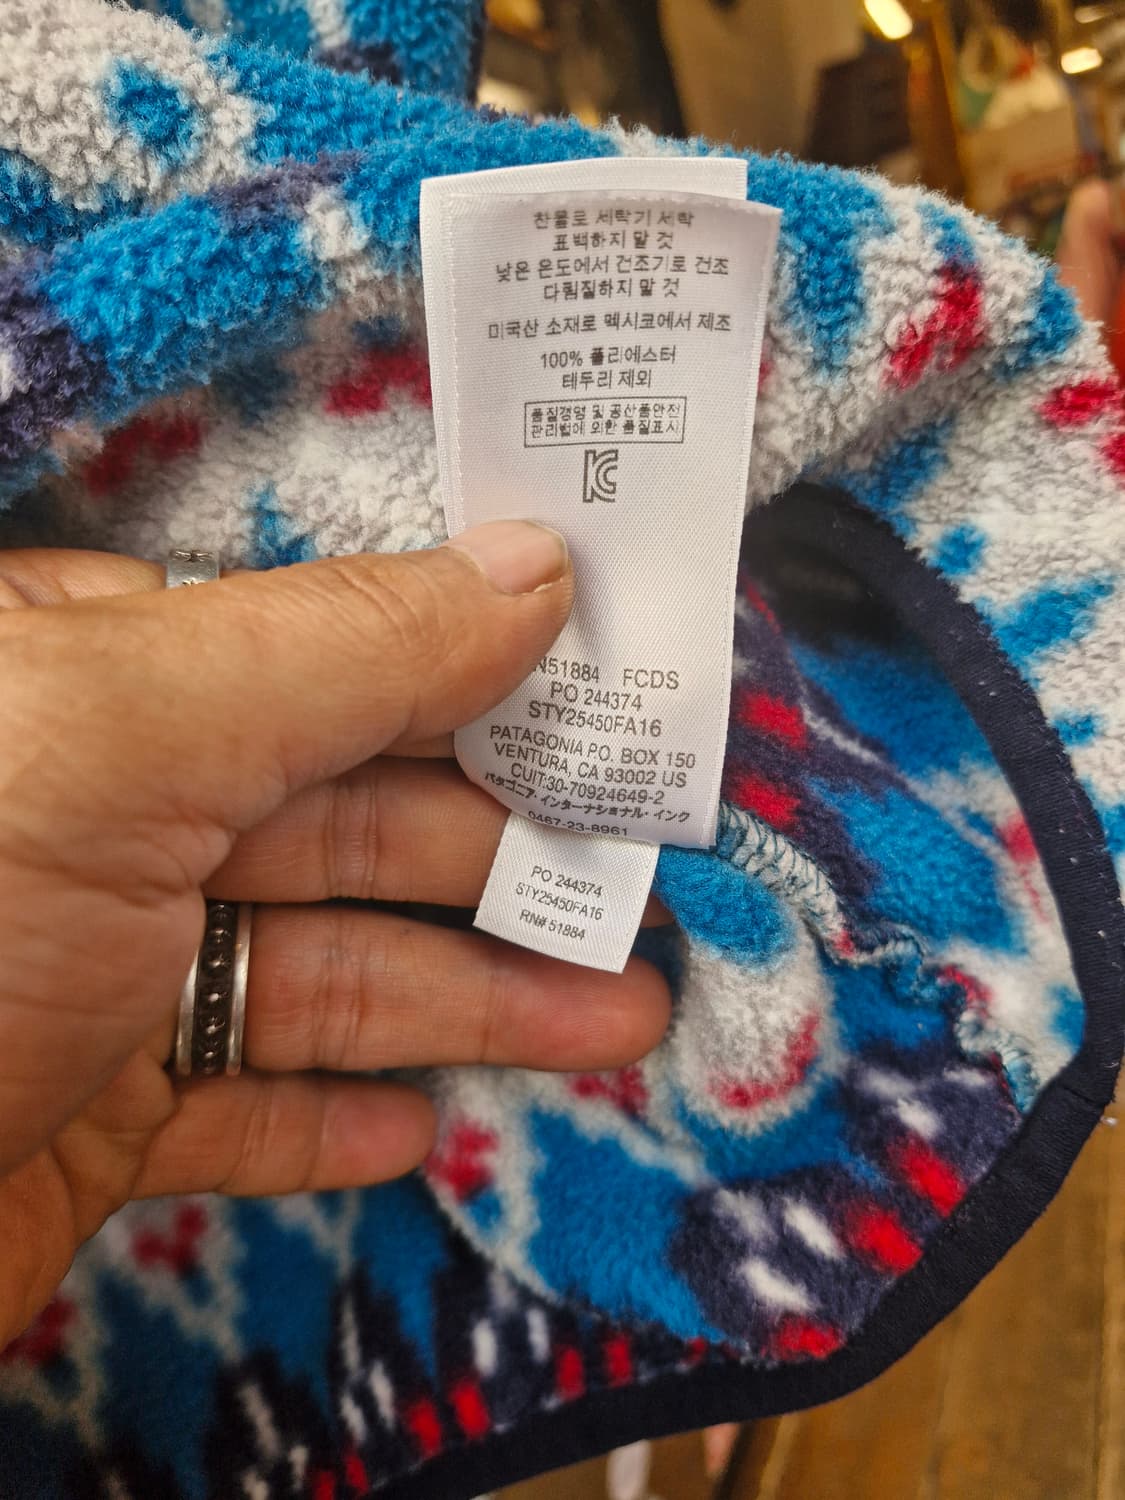 찬물로 세탁기 세탁
표백하지 말 것
낮은 온도에서 건조기로 건조
다림질하지 말 것
미국산 소재로 멕시코에서 제조
100% 폴리에스터
테두리 제외
품질경영 및 공산품안전
관리법에 의한 품질표시
N51884 FCDS
PO 244374
STY25450FA16
PATAGONIA PO. BOX 150
VENTURA, CA 93002 US
CUIT:30-70924649-2
パタゴニア・インターナショナル・インク
0467-23-8961
PO 244374
STY25450FA16
RN# 51884